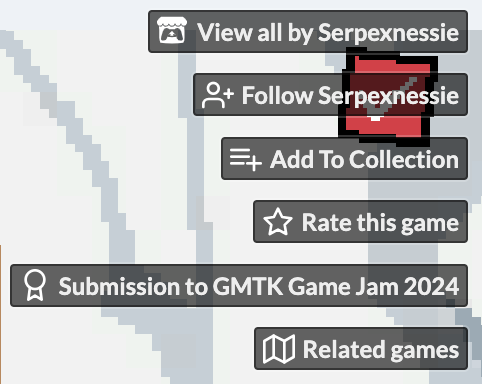 View all by Serpexnessie
Follow Serpexnessie
Add To Collection
Rate this game
Submission to GMTK Game Jam 2024
Related games